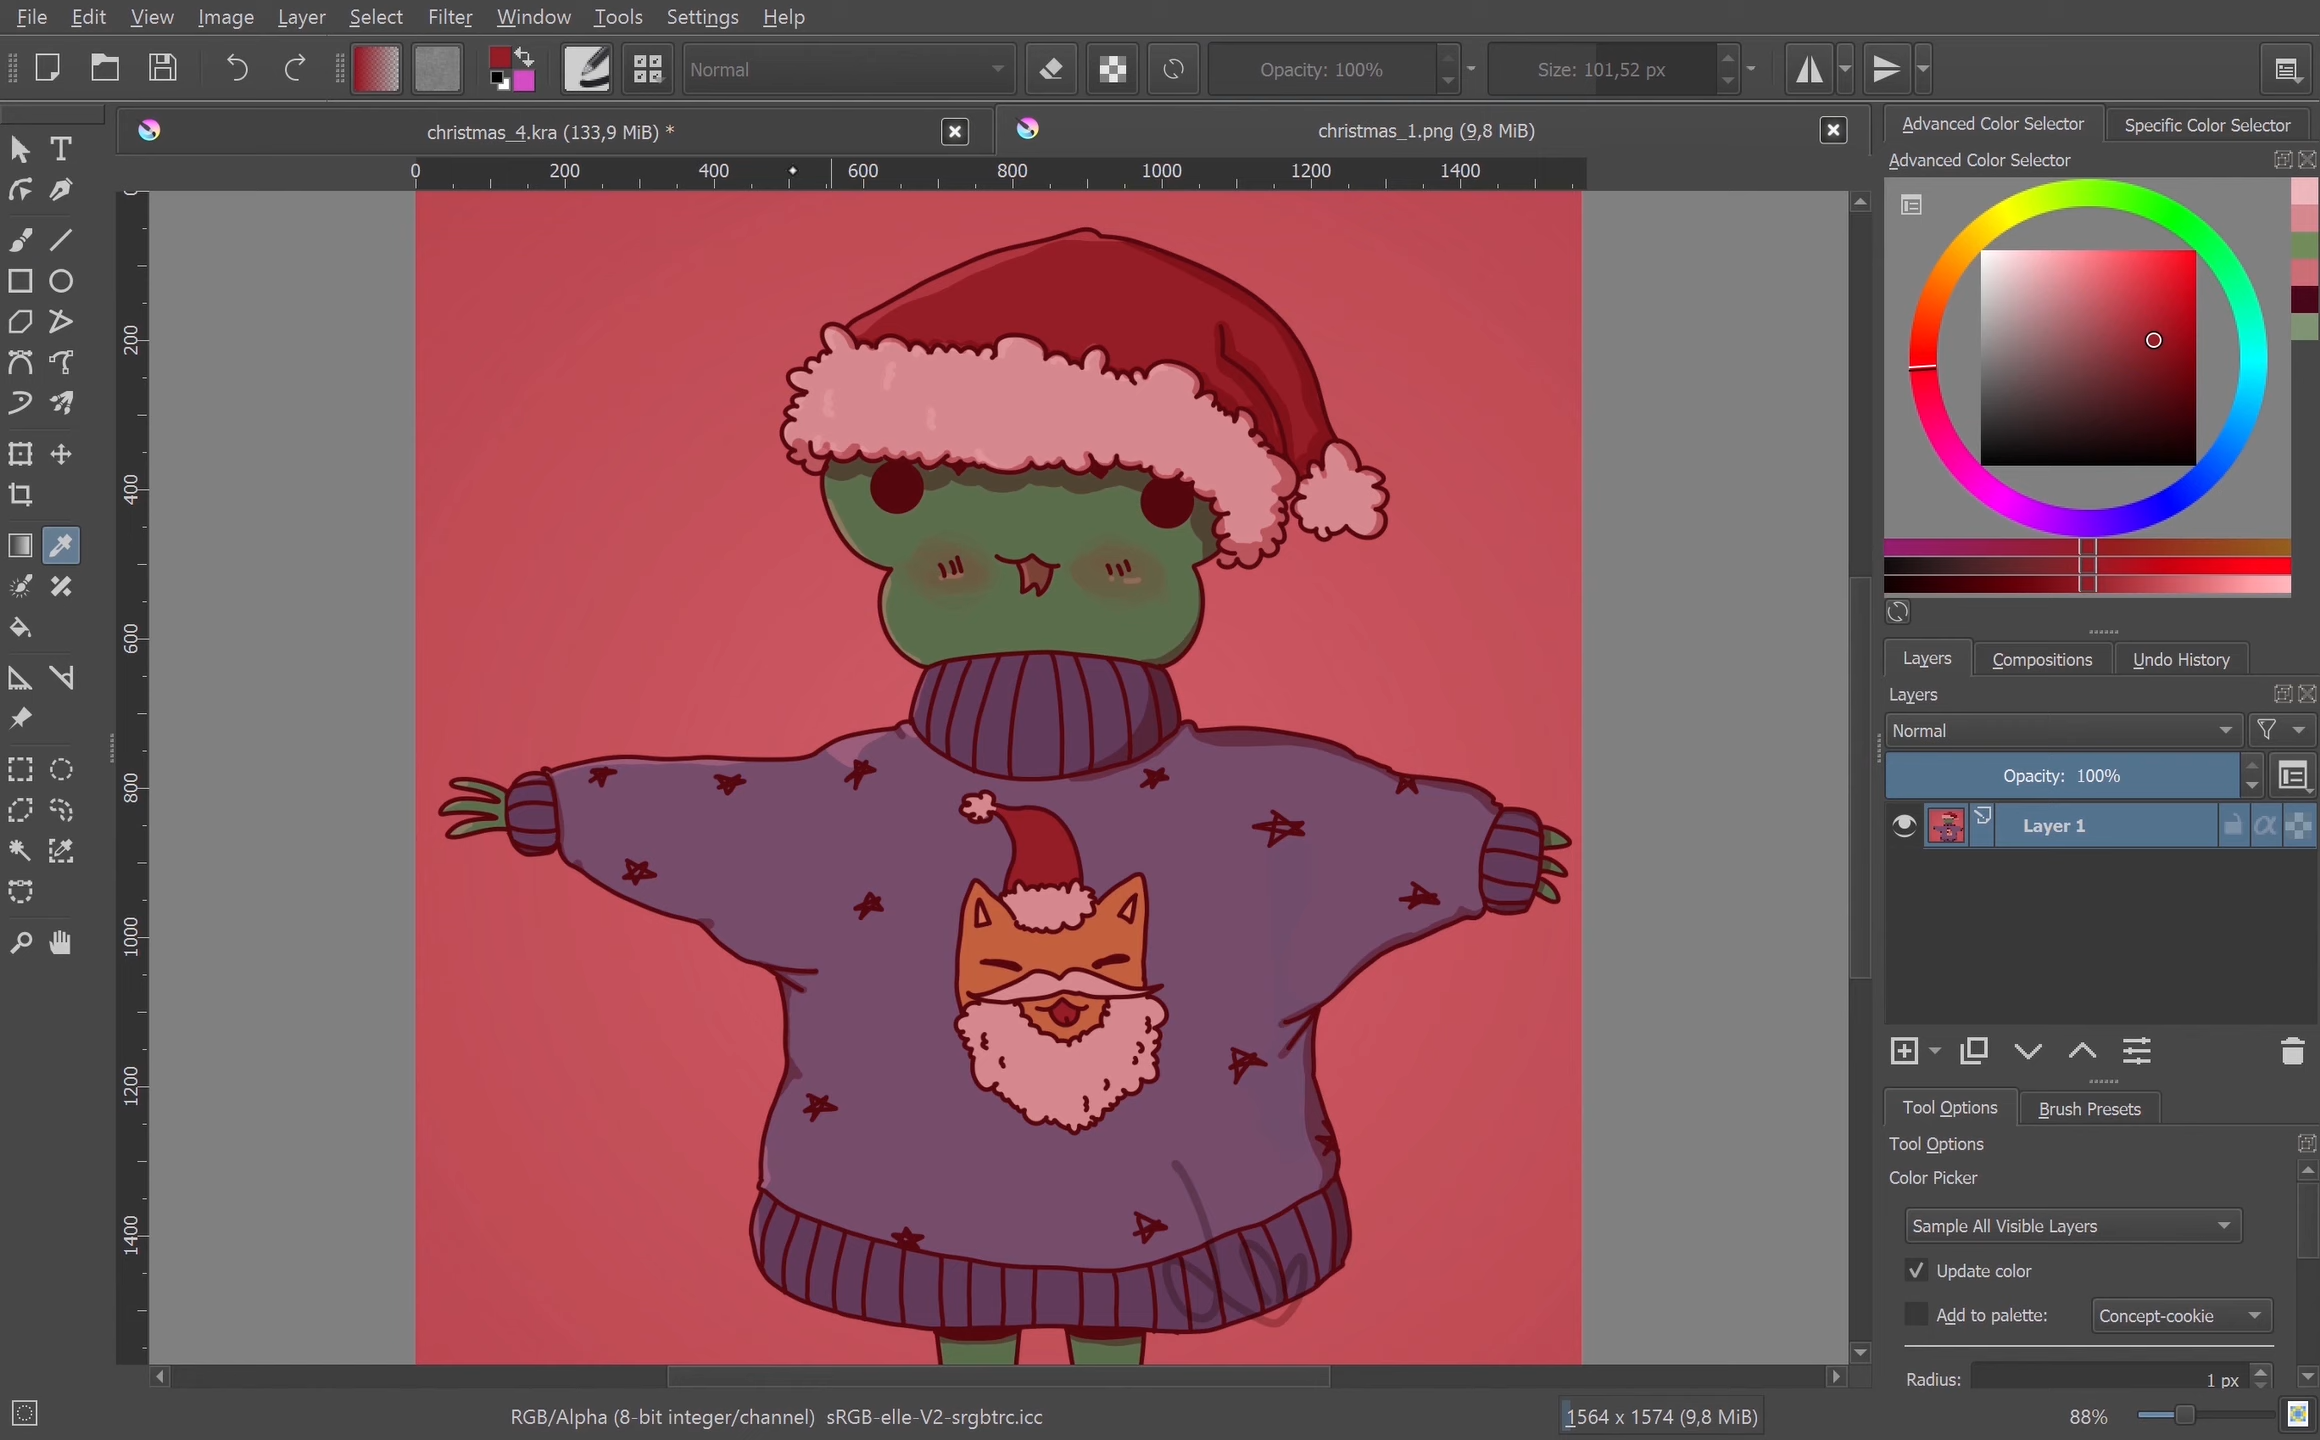 File Edit View Image Layer Select Filter Window Tools Settings Help
Normal Opacity: 100% Size: 101,52 px
christmas_4.kra (133,9 MiB) * christmas_1.png (9,8 MiB)
Advanced Color Selector Specific Color Selector
Advanced Color Selector
0 200 400 600 800 1000 1200 1400
200
400
600
800
1000
1200
1400
Layers Compositions Undo History
Layers
Normal
Opacity: 100%
Layer 1
Tool Options Brush Presets
Tool Options
Color Picker
Sample All Visible Layers
Update color
Add to palette: Concept-cookie
Radius: 1 px
RGB/Alpha (8-bit integer/channel) sRGB-elle-V2-srgbtrc.icc 1564 x 1574 (9,8 MiB) 88%